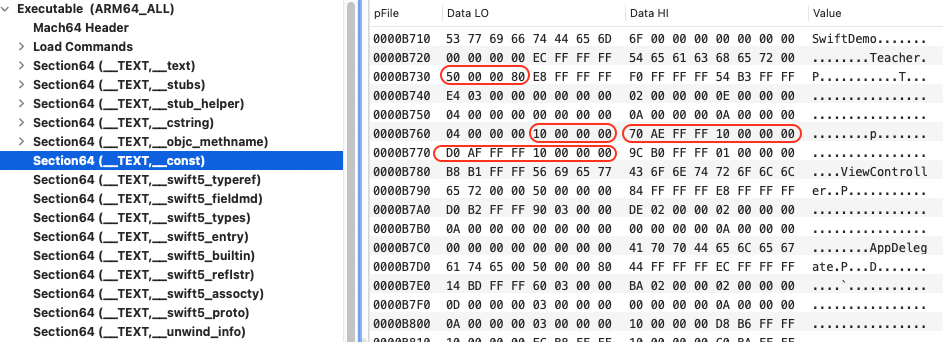 Executable (ARM64_ALL)
Mach64 Header
Load Commands
Section64 (__TEXT,__text)
Section64 (__TEXT,__stubs)
Section64 (__TEXT,__stub_helper)
Section64 (__TEXT,__cstring)
Section64 (__TEXT,__objc_methname)
Section64 (__TEXT,__const)
Section64 (__TEXT,__swift5_typeref)
Section64 (__TEXT,__swift5_fieldmd)
Section64 (__TEXT,__swift5_types)
Section64 (__TEXT,__swift5_entry)
Section64 (__TEXT,__swift5_builtin)
Section64 (__TEXT,__swift5_reflstr)
Section64 (__TEXT,__swift5_assocty)
Section64 (__TEXT,__swift5_proto)
Section64 (__TEXT,__unwind_info)
pFile Data LO Data HI Value
0000B710 53 77 69 66 74 44 65 6D 6F 00 00 00 00 00 00 00 SwiftDemo.......
0000B720 00 00 00 00 EC FF FF FF 54 65 61 63 68 65 72 00 ........Teacher.
0000B730 50 00 00 80 E8 FF FF FF F0 FF FF FF 54 B3 FF FF P...........T...
0000B740 E4 03 00 00 00 00 00 00 02 00 00 00 0E 00 00 00 ................
0000B750 04 00 00 00 00 00 00 00 0A 00 00 00 0A 00 00 00 ................
0000B760 04 00 00 00 10 00 00 00 70 AE FF FF 10 00 00 00 ........p.......
0000B770 D0 AF FF FF 10 00 00 00 9C B0 FF FF 01 00 00 00 ................
0000B780 B8 B1 FF FF 56 69 65 77 43 6F 6E 74 72 6F 6C 6C ....ViewControll
0000B790 65 72 00 00 50 00 00 80 84 FF FF FF E8 FF FF FF er..P...........
0000B7A0 D0 B2 FF FF 90 03 00 00 DE 02 00 00 02 00 00 00 ................
0000B7B0 0A 00 00 00 00 00 00 00 00 00 00 00 0A 00 00 00 ................
0000B7C0 00 00 00 00 00 00 00 00 41 70 70 44 65 6C 65 67 ........AppDeleg
0000B7D0 61 74 65 00 50 00 00 80 44 FF FF FF EC FF FF FF ate.P...D.......
0000B7E0 14 BD FF FF 60 03 00 00 BA 02 00 00 02 00 00 00 ....`...........
0000B7F0 0D 00 00 00 03 00 00 00 00 00 00 00 0A 00 00 00 ................
0000B800 0A 00 00 00 03 00 00 00 10 00 00 00 D8 B6 FF FF ................